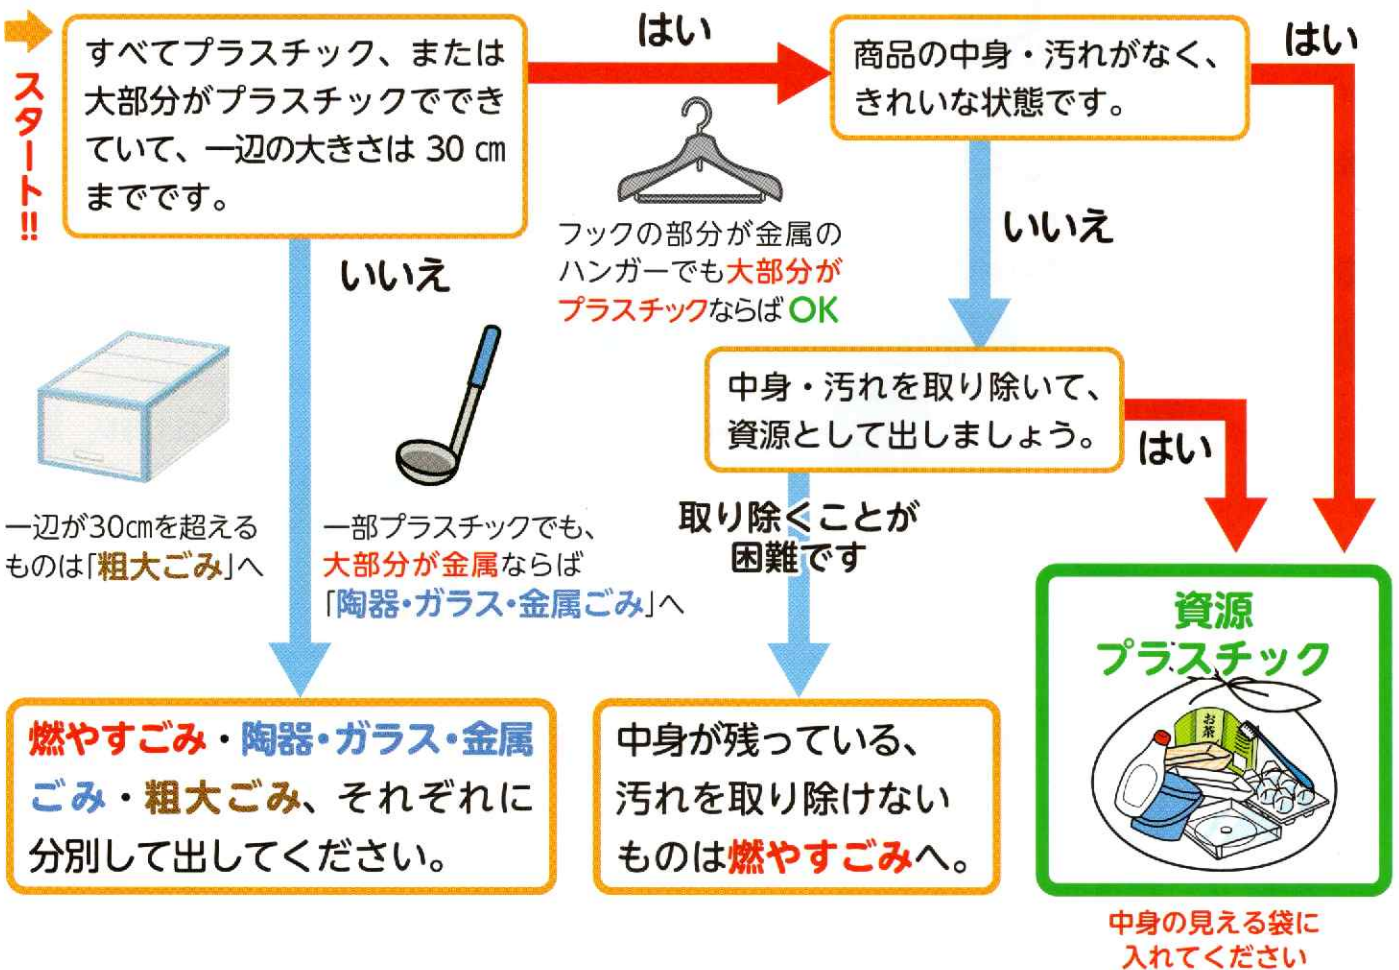 スタート!!
すべてプラスチック、または
大部分がプラスチックででき
ていて、一辺の大きさは 30 ㎝
までです。
はい
商品の中身・汚れがなく、
きれいな状態です。
はい
フックの部分が金属の
ハンガーでも大部分が
プラスチックならばOK
いいえ
いいえ
中身・汚れを取り除いて、
資源として出しましょう。
はい
一辺が30㎝を超える
ものは「粗大ごみ」へ
一部プラスチックでも、
大部分が金属ならば
「陶器・ガラス・金属ごみ」へ
取り除くことが
困難です
燃やすごみ・陶器・ガラス・金属
ごみ・粗大ごみ、それぞれに
分別して出してください。
中身が残っている、
汚れを取り除けない
ものは燃やすごみへ。
資源
プラスチック
お茶
中身の見える袋に
入れてください